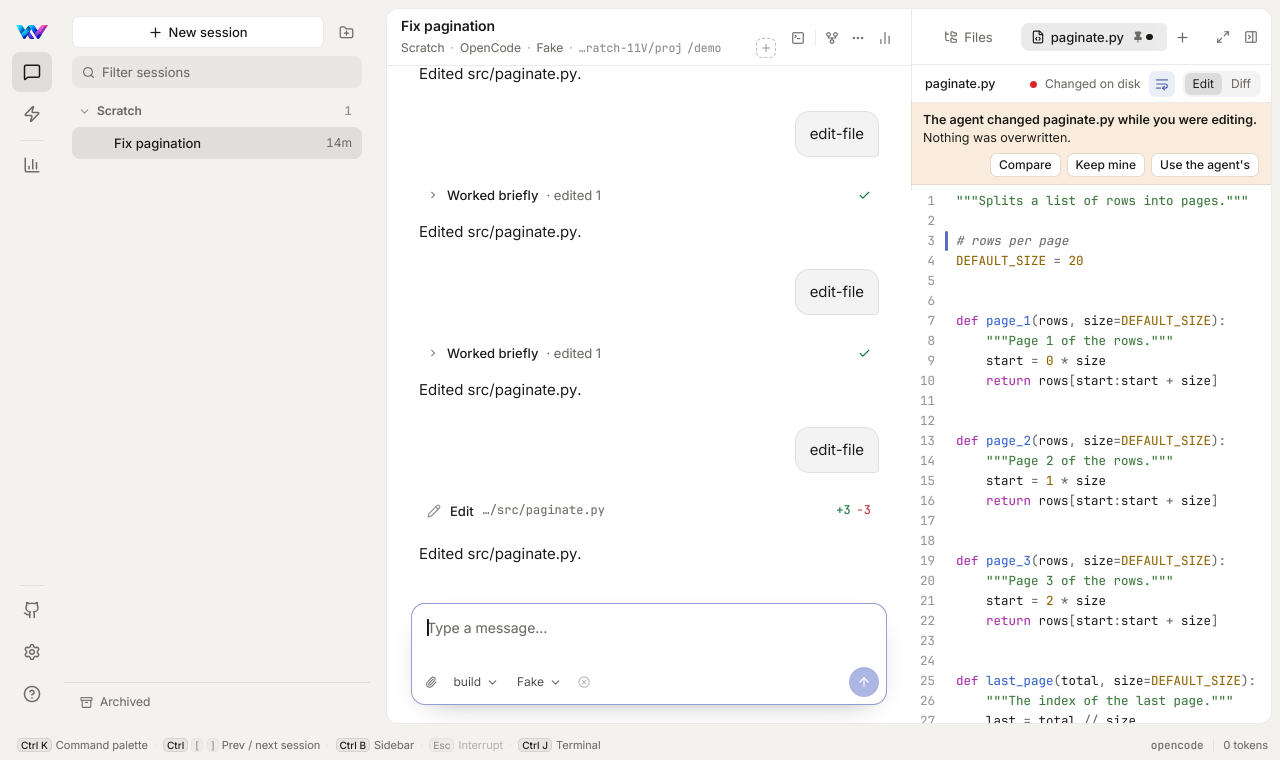 New session
Filter sessions
Scratch 1
Fix pagination 14m
Archived
Fix pagination
Scratch · OpenCode · Fake · …ratch-11V/proj /demo
Edited src/paginate.py.
edit-file
Worked briefly · edited 1
Edited src/paginate.py.
edit-file
Worked briefly · edited 1
Edited src/paginate.py.
edit-file
Edit …/src/paginate.py +3 -3
Edited src/paginate.py.
Type a message...
build Fake
Files paginate.py
paginate.py Changed on disk Edit Diff
The agent changed paginate.py while you were editing.
Nothing was overwritten.
Compare Keep mine Use the agent's
1 """Splits a list of rows into pages."""
2
3 # rows per page
4 DEFAULT_SIZE = 20
5
6
7 def page_1(rows, size=DEFAULT_SIZE):
8 """Page 1 of the rows."""
9 start = 0 * size
10 return rows[start:start + size]
11
12
13 def page_2(rows, size=DEFAULT_SIZE):
14 """Page 2 of the rows."""
15 start = 1 * size
16 return rows[start:start + size]
17
18
19 def page_3(rows, size=DEFAULT_SIZE):
20 """Page 3 of the rows."""
21 start = 2 * size
22 return rows[start:start + size]
23
24
25 def last_page(total, size=DEFAULT_SIZE):
26 """The index of the last page."""
27 last = total // size
Ctrl K Command palette · Ctrl [ ] Prev / next session · Ctrl B Sidebar · Esc Interrupt · Ctrl J Terminal
opencode 0 tokens